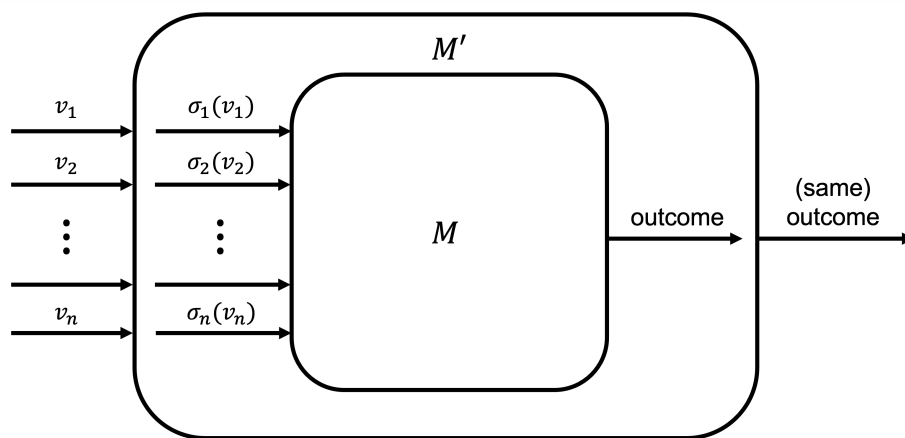 M′
v₁
σ₁(v₁)
v₂
σ₂(v₂)
(same)
⋮
⋮
M
outcome
outcome
vₙ
σₙ(vₙ)